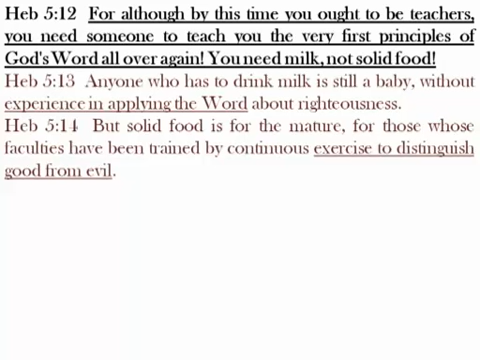 Heb 5:12 For although by this time you ought to be teachers,
you need someone to teach you the very first principles of
God's Word all over again! You need milk, not solid food!
Heb 5:13 Anyone who has to drink milk is still a baby, without
experience in applying the Word about righteousness.
Heb 5:14 But solid food is for the mature, for those whose
faculties have been trained by continuous exercise to distinguish
good from evil.